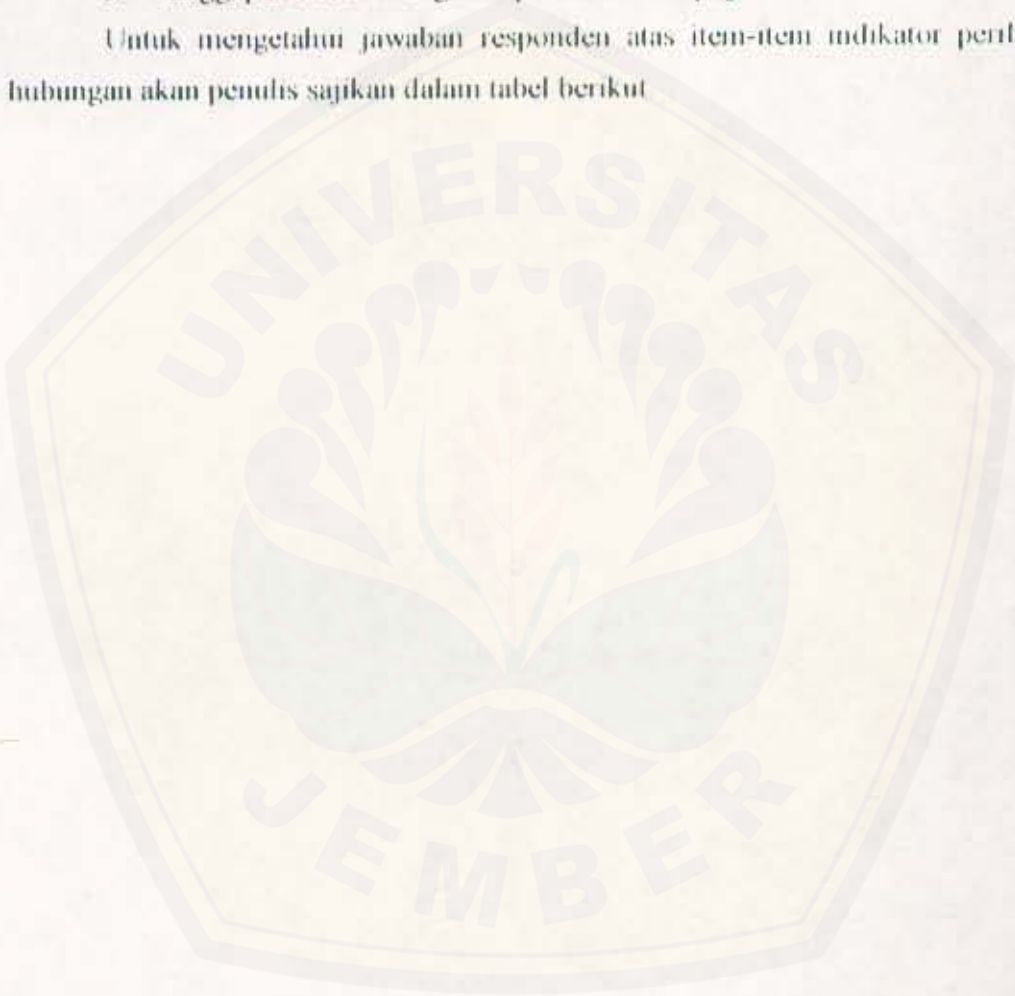 Untuk mengetahui jawaban responden atas item-item indikator
hubungan akan penulis sajikan dalam tabel berikut
UNIVERSITAS
JEMBER